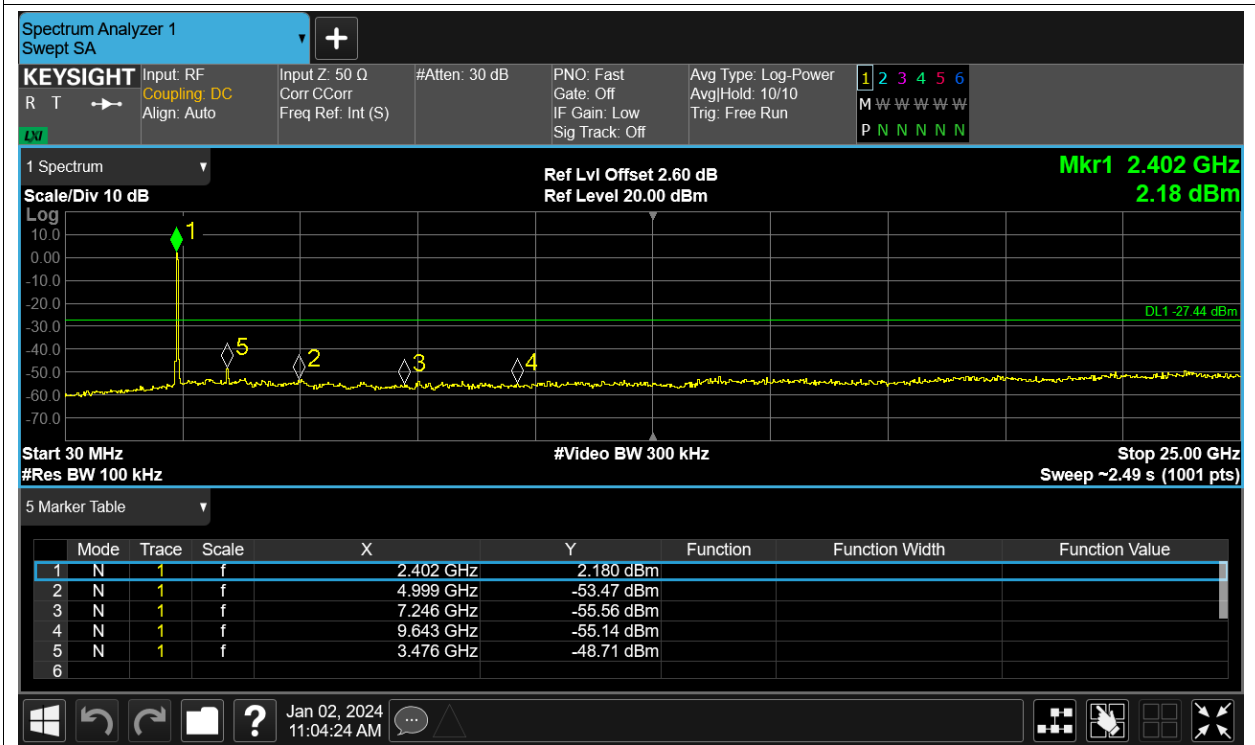 Spectrum Analyzer 1
Swept SA
KEYSIGHT
R T
LXI
Input: RF
Coupling: DC
Align: Auto
Input Z: 50 Ω
Corr CCorr
Freq Ref: Int (S)
#Atten: 30 dB
PNO: Fast
Gate: Off
IF Gain: Low
Sig Track: Off
Avg Type: Log-Power
Avg|Hold: 10/10
Trig: Free Run
1 2 3 4 5 6
M W W W W W
P N N N N N
1 Spectrum
Scale/Div 10 dB
Ref Lvl Offset 2.60 dB
Ref Level 20.00 dBm
Mkr1 2.402 GHz
2.18 dBm
Log
10.0
0.00
-10.0
-20.0
-30.0
-40.0
-50.0
-60.0
-70.0
1
5
2
3
4
DL1 -27.44 dBm
Start 30 MHz
#Video BW 300 kHz
Stop 25.00 GHz
#Res BW 100 kHz
Sweep ~2.49 s (1001 pts)
5 Marker Table
Mode Trace Scale X Y Function Function Width Function Value
1 N 1 f 2.402 GHz 2.180 dBm
2 N 1 f 4.999 GHz -53.47 dBm
3 N 1 f 7.246 GHz -55.56 dBm
4 N 1 f 9.643 GHz -55.14 dBm
5 N 1 f 3.476 GHz -48.71 dBm
6
?
Jan 02, 2024
11:04:24 AM